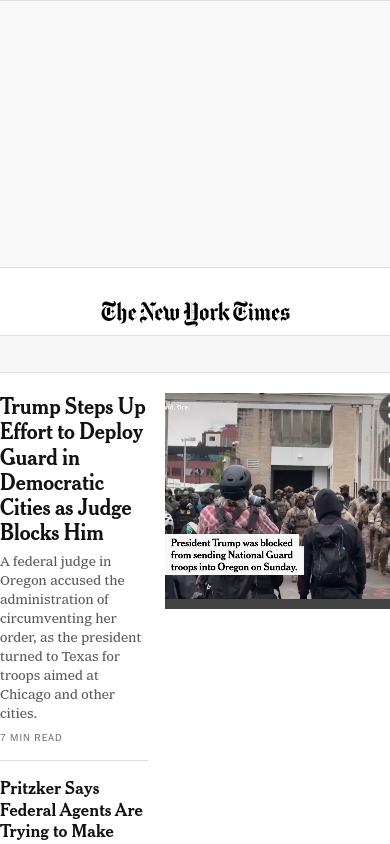 The New York Times
Trump Steps Up
Effort to Deploy
Guard in
Democratic
Cities as Judge
Blocks Him
A federal judge in
Oregon accused the
administration of
circumventing her
order, as the president
turned to Texas for
troops aimed at
Chicago and other
cities.
7 MIN READ
nd, Ore.
President Trump was blocked
from sending National Guard
troops into Oregon on Sunday.
Pritzker Says
Federal Agents Are
Trying to Make